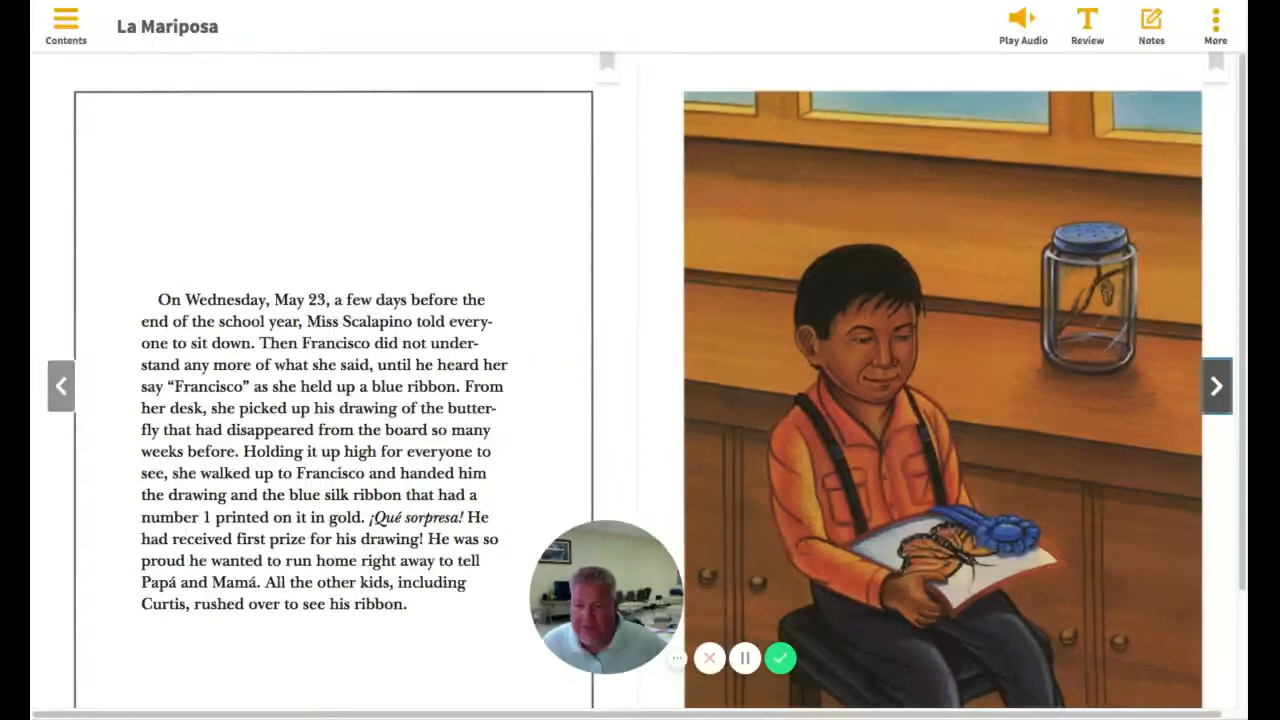 La Mariposa
Contents
Play Audio
Review
Notes
More
On Wednesday, May 23, a few days before the
end of the school year, Miss Scalapino told every-
one to sit down. Then Francisco did not under-
stand any more of what she said, until he heard her
say “Francisco” as she held up a blue ribbon. From
her desk, she picked up his drawing of the butter-
fly that had disappeared from the board so many
weeks before. Holding it up high for everyone to
see, she walked up to Francisco and handed him
the drawing and the blue silk ribbon that had a
number 1 printed on it in gold. ¡Qué sorpresa! He
had received first prize for his drawing! He was so
proud he wanted to run home right away to tell
Papá and Mamá. All the other kids, including
Curtis, rushed over to see his ribbon.